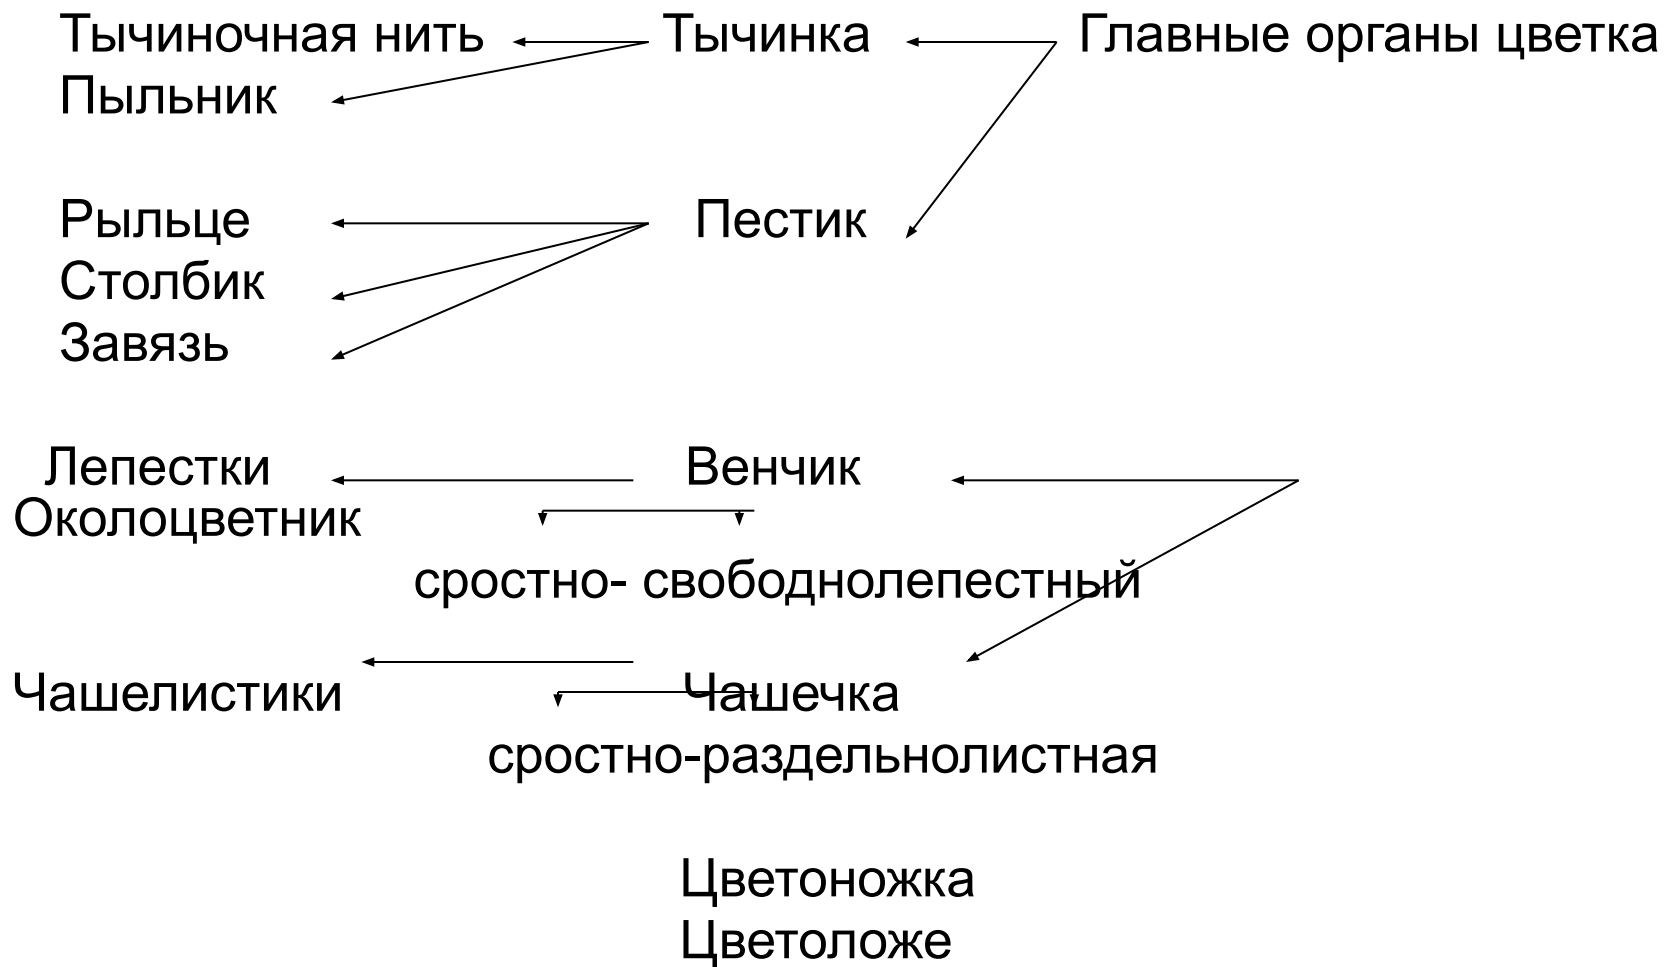 Тычиночная нить Тычинка Главные органы цветка
Пыльник
Рыльце Пестик
Столбик
Завязь
Лепестки Венчик
Околоцветник
сростно- свободнолепестный
Чашелистики Чашечка
сростно-раздельнолистная
Цветоножка
Цветоложе